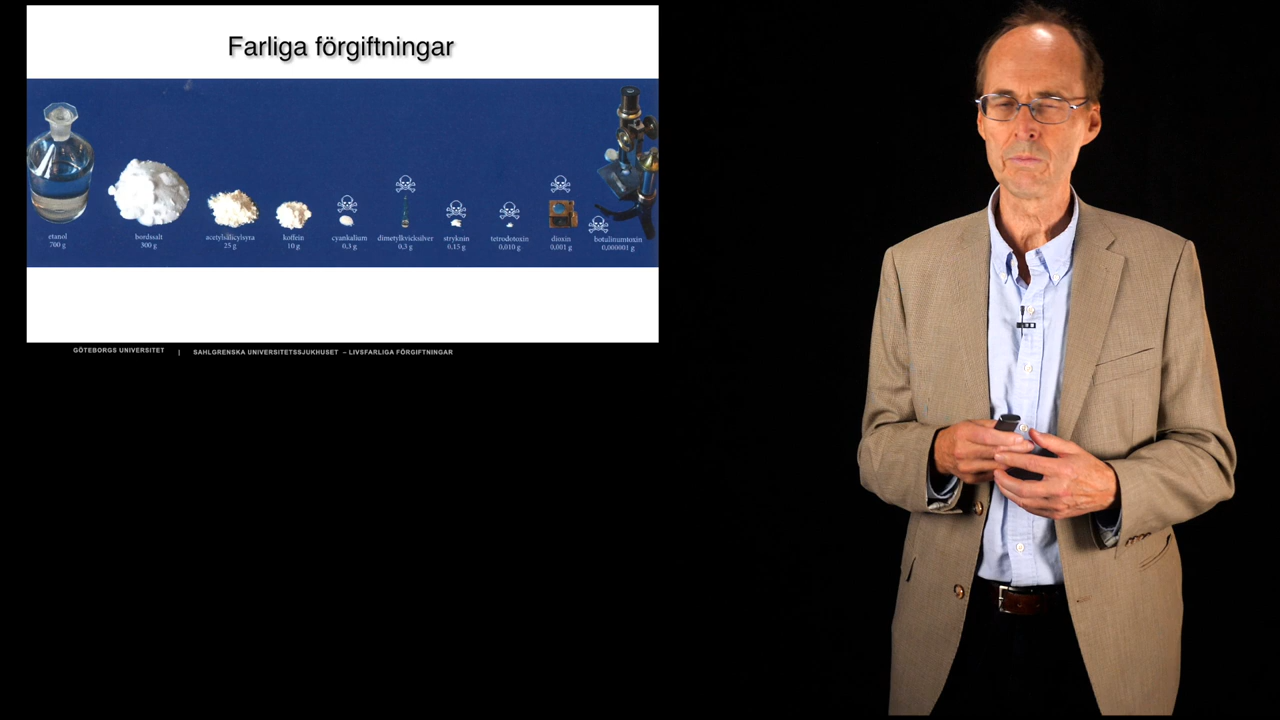 Farliga förgiftningar
etanol
700 g
bordssalt
300 g
acetylsalicylsyra
25 g
koffein
10 g
cyankalium
0,3 g
dimetylkvicksilver
0,3 g
stryknin
0,15 g
tetrodotoxin
0,010 g
dioxin
0,001 g
botulinumtoxin
0,000001 g
GÖTEBORGS UNIVERSITET | SAHLGRENSKA UNIVERSITETSSJUKHUSET – LIVSFARLIGA FÖRGIFTNINGAR